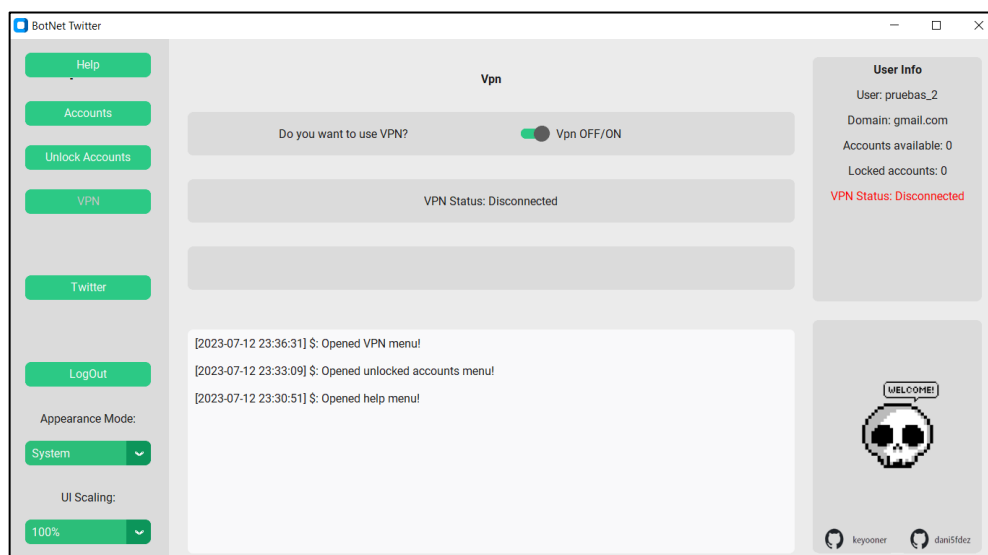 BotNet Twitter
Help
Accounts
Unlock Accounts
VPN
Twitter
LogOut
Appearance Mode:
System
UI Scaling:
100%
Vpn
Do you want to use VPN?
Vpn OFF/ON
VPN Status: Disconnected
[2023-07-12 23:36:31] $: Opened VPN menu!
[2023-07-12 23:33:09] $: Opened unlocked accounts menu!
[2023-07-12 23:30:51] $: Opened help menu!
User Info
User: pruebas_2
Domain: gmail.com
Accounts available: 0
Locked accounts: 0
VPN Status: Disconnected
WELCOME!
keyooner
dani5fdez